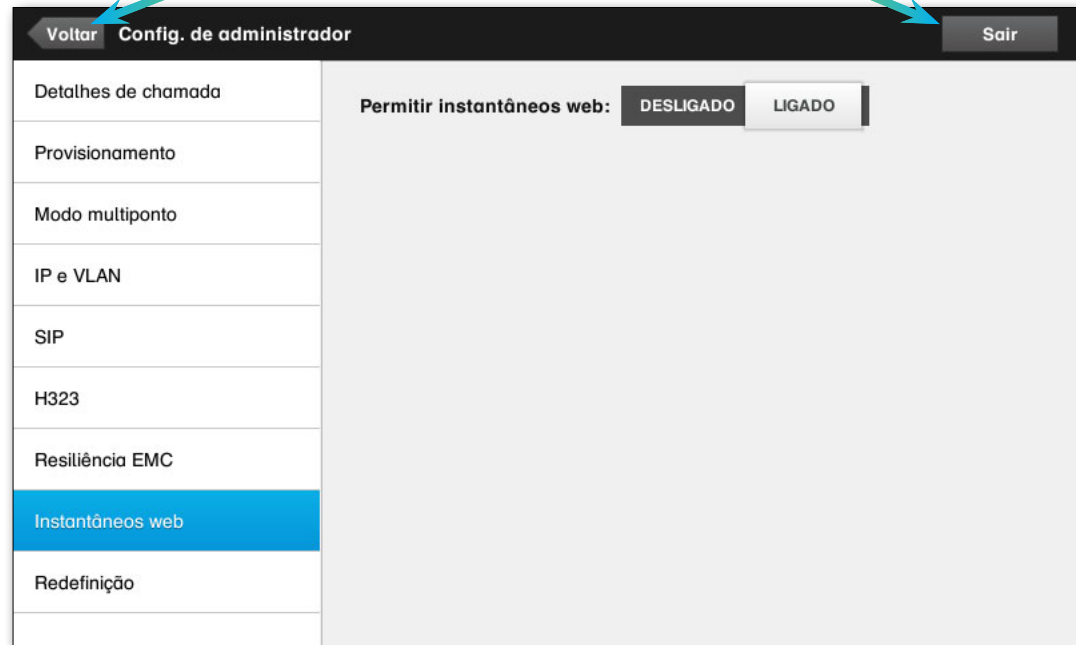 Voltar Config. de administrador Sair
Detalhes de chamada
Permitir instantâneos web: DESLIGADO LIGADO
Provisionamento
Modo multiponto
IP e VLAN
SIP
H323
Resiliência EMC
Instantâneos web
Redefinição